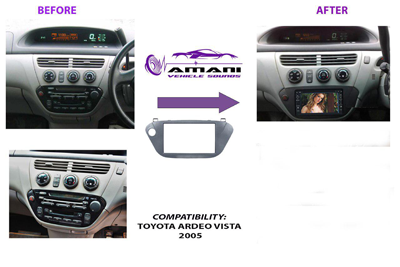 BEFORE
AFTER
AMANI
VEHICLE SOUNDS
COMPATIBILITY:
TOYOTA ARDEO VISTA
2005